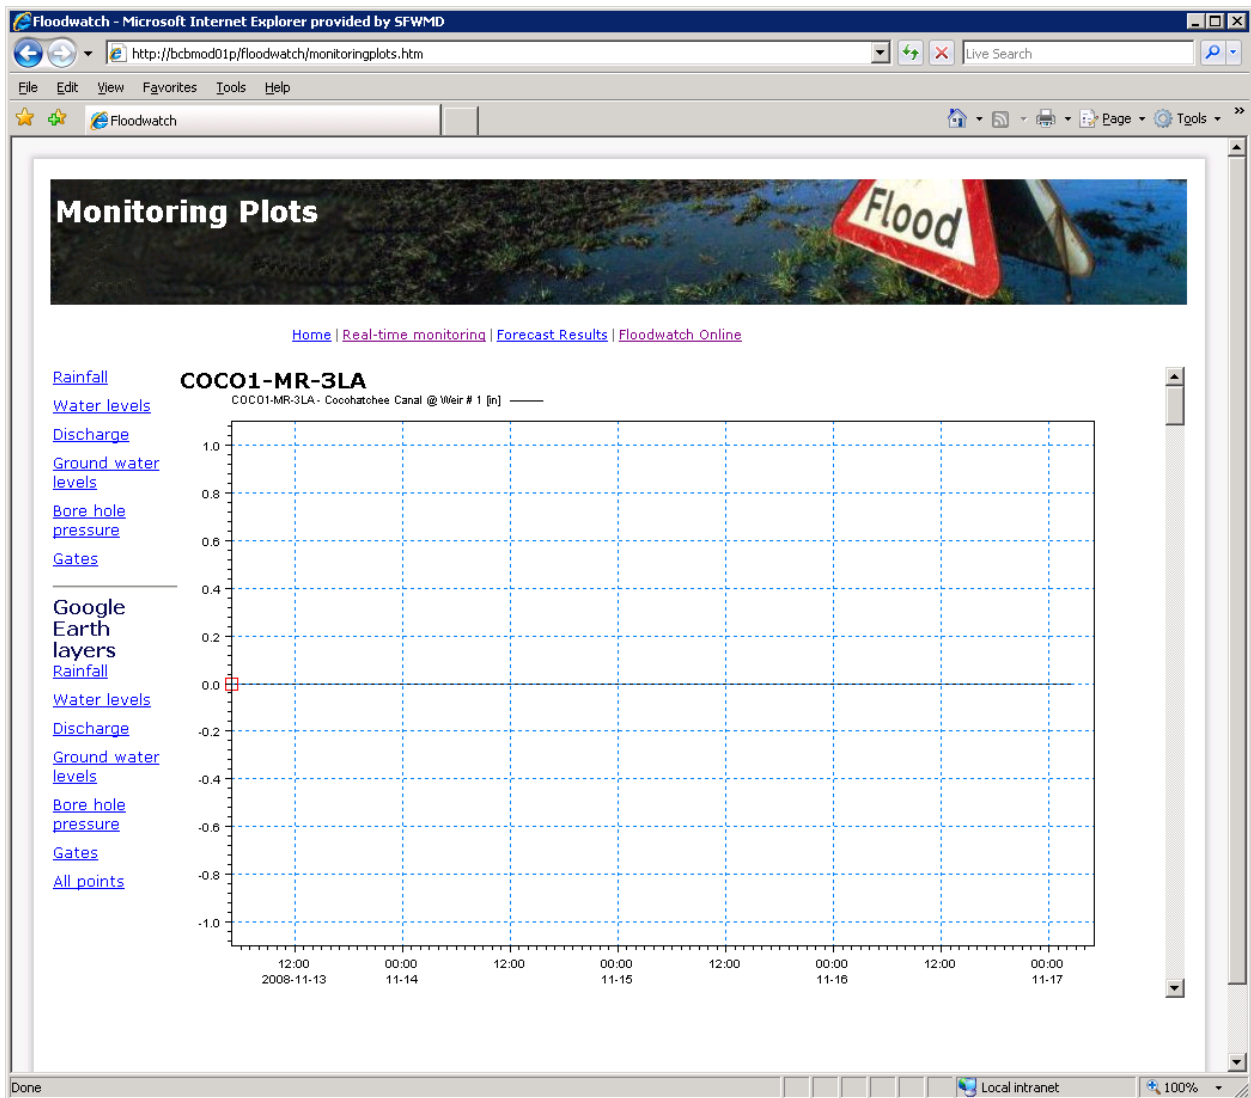 Floodwatch - Microsoft Internet Explorer provided by SFWMD
http://bcbmod01p/floodwatch/monitoringplots.htm
Live Search
File Edit View Favorites Tools Help
Floodwatch
Page Tools »
Monitoring Plots
Flood
Home | Real-time monitoring | Forecast Results | Floodwatch Online
Rainfall
Water levels
Discharge
Ground water
levels
Bore hole
pressure
Gates
Google
Earth
layers
Rainfall
Water levels
Discharge
Ground water
levels
Bore hole
pressure
Gates
All points
COCO1-MR-3LA
COCO1-MR-3LA - Cocohatchee Canal @ Weir # 1 [in]
1.0
0.8
0.6
0.4
0.2
0.0
-0.2
-0.4
-0.6
-0.8
-1.0
12:00 00:00 12:00 00:00 12:00 00:00 12:00 00:00
2008-11-13 11-14 11-15 11-16 11-17
Done
Local intranet
100%